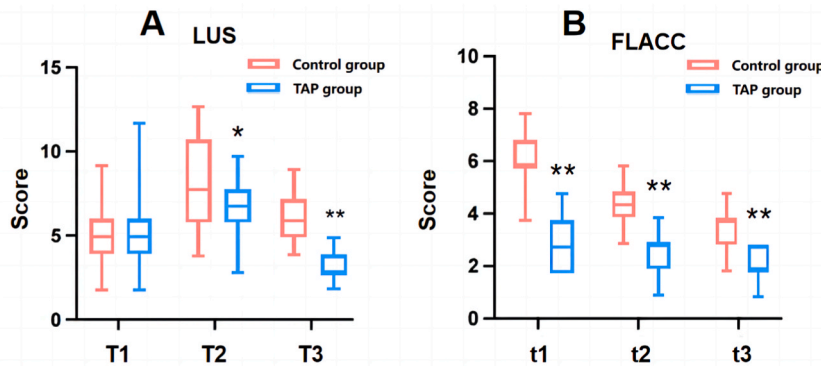 A
LUS
Control group
TAP group
Score
15
10
5
0
*
**
T1
T2
T3
B
FLACC
Control group
TAP group
Score
10
8
6
4
2
0
**
**
**
t1
t2
t3